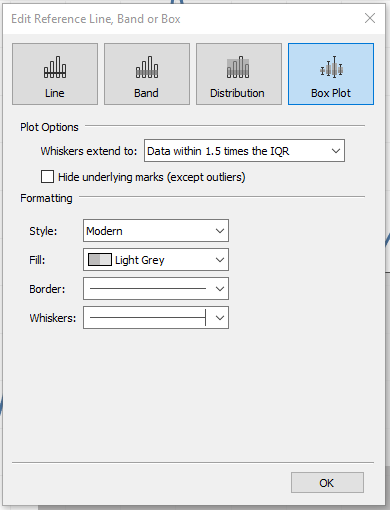 Edit Reference Line, Band or Box
Line Band Distribution Box Plot
Plot Options
Whiskers extend to: Data within 1.5 times the IQR
Hide underlying marks (except outliers)
Formatting
Style: Modern
Fill: Light Grey
Border:
Whiskers:
OK